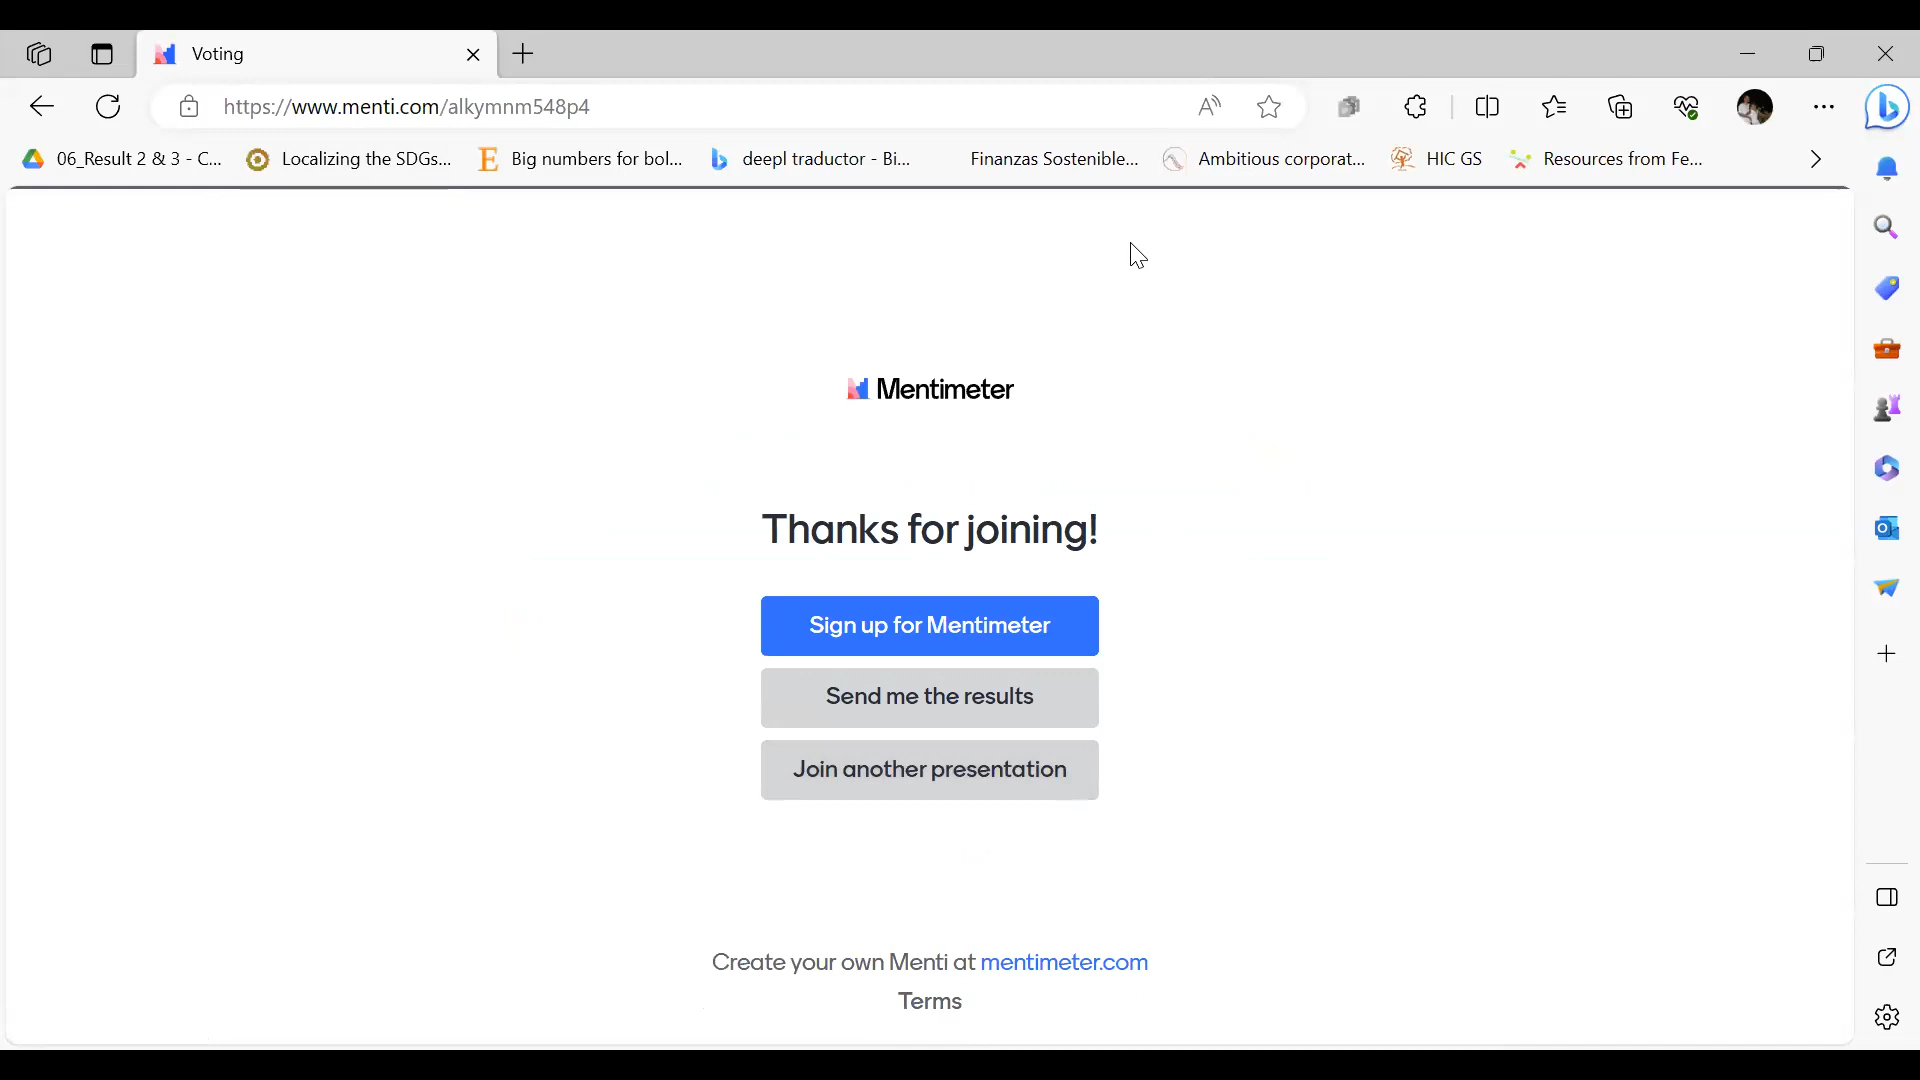 Voting
https://www.menti.com/alkymnm548p4
06_Result 2 & 3 - C... Localizing the SDGs... Big numbers for bol... deepl traductor - Bi... Finanzas Sostenible... Ambitious corporat... HIC GS Resources from Fe...
Mentimeter
Thanks for joining!
Sign up for Mentimeter
Send me the results
Join another presentation
Create your own Menti at mentimeter.com
Terms